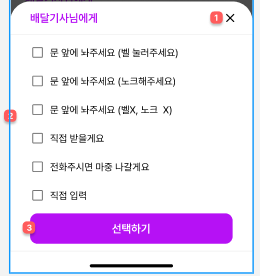 배달기사님에게
1
문 앞에 놔주세요 (벨 눌러주세요)
문 앞에 놔주세요 (노크해주세요)
2
문 앞에 놔주세요 (벨X, 노크 X)
직접 받을게요
전화주시면 마중 나갈게요
직접 입력
3
선택하기